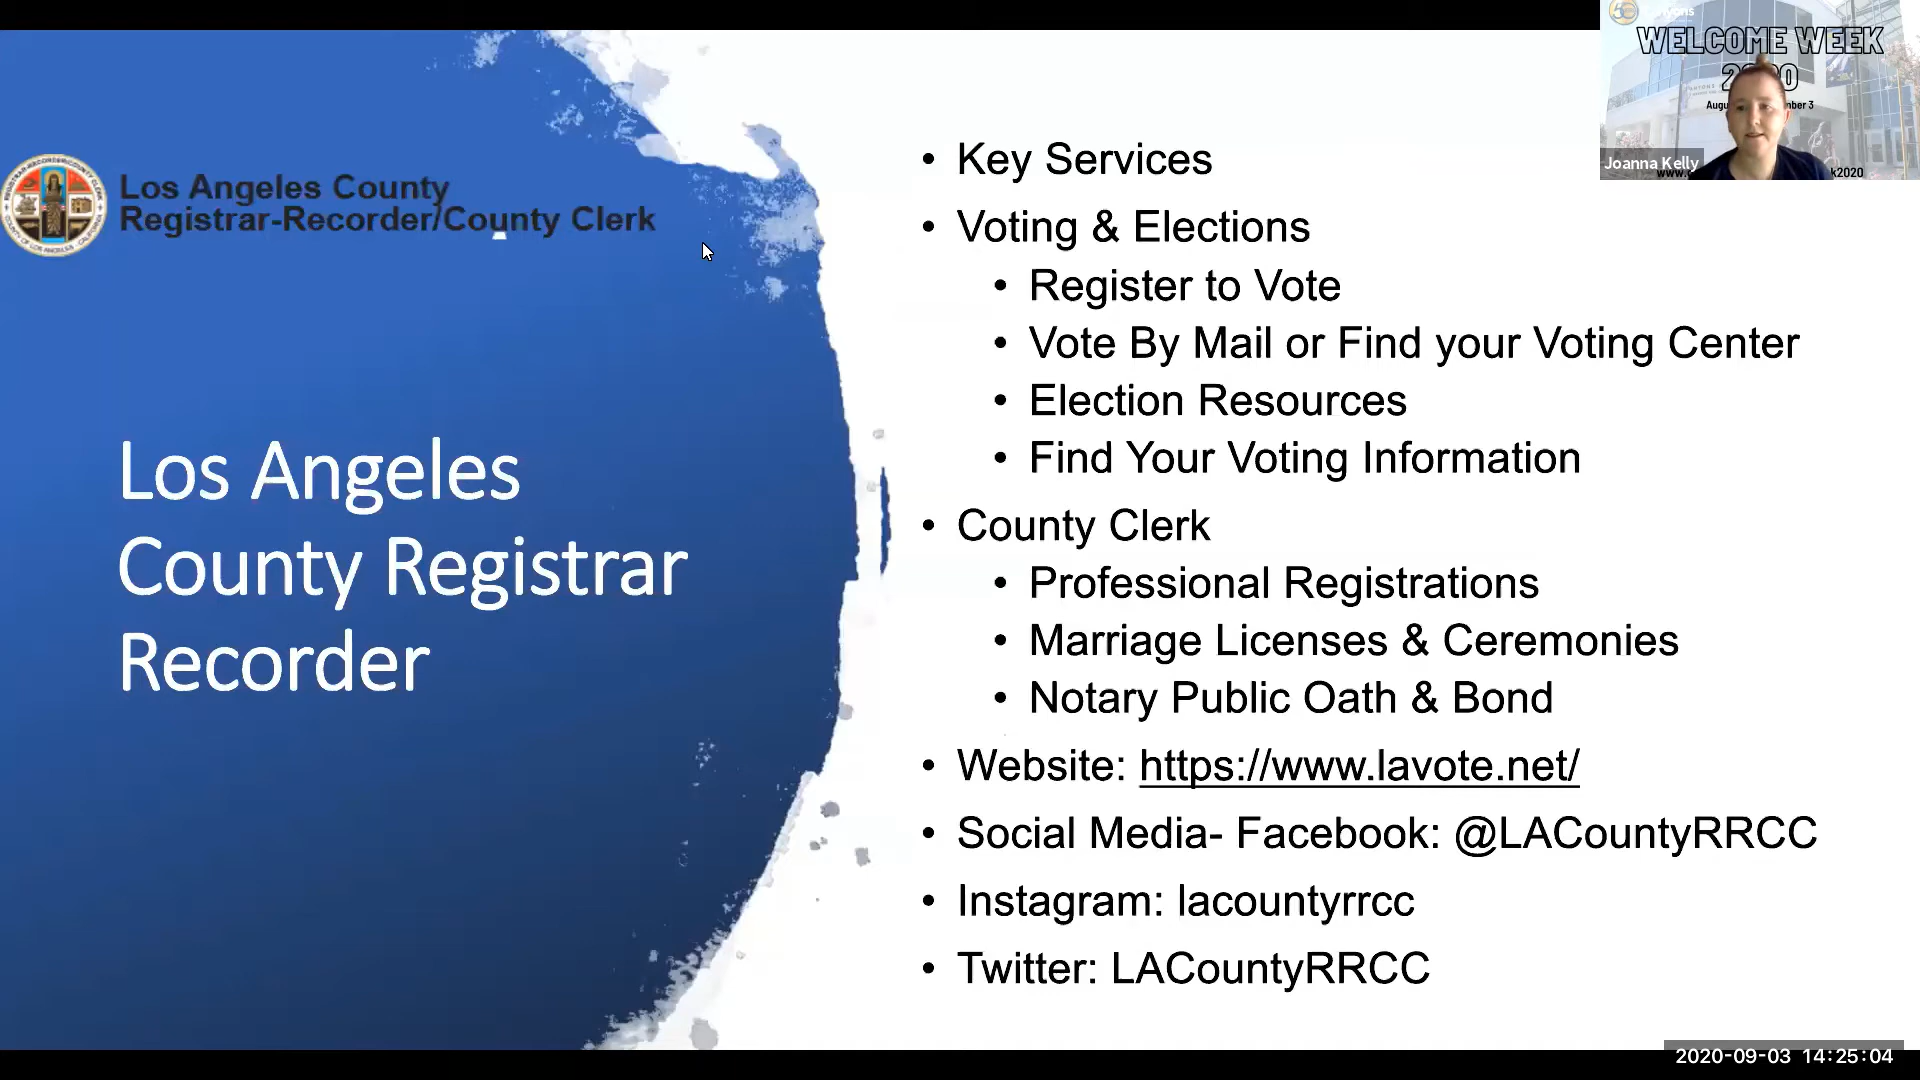 Los Angeles County
Registrar-Recorder/County Clerk
Los Angeles
County Registrar
Recorder
• Key Services
• Voting & Elections
• Register to Vote
• Vote By Mail or Find your Voting Center
• Election Resources
• Find Your Voting Information
• County Clerk
• Professional Registrations
• Marriage Licenses & Ceremonies
• Notary Public Oath & Bond
• Website: https://www.lavote.net/
• Social Media- Facebook: @LACountyRRCC
• Instagram: lacountyrrcc
• Twitter: LACountyRRCC
WELCOME WEEK
Joanna Kelly
2020-09-03 14:25:04